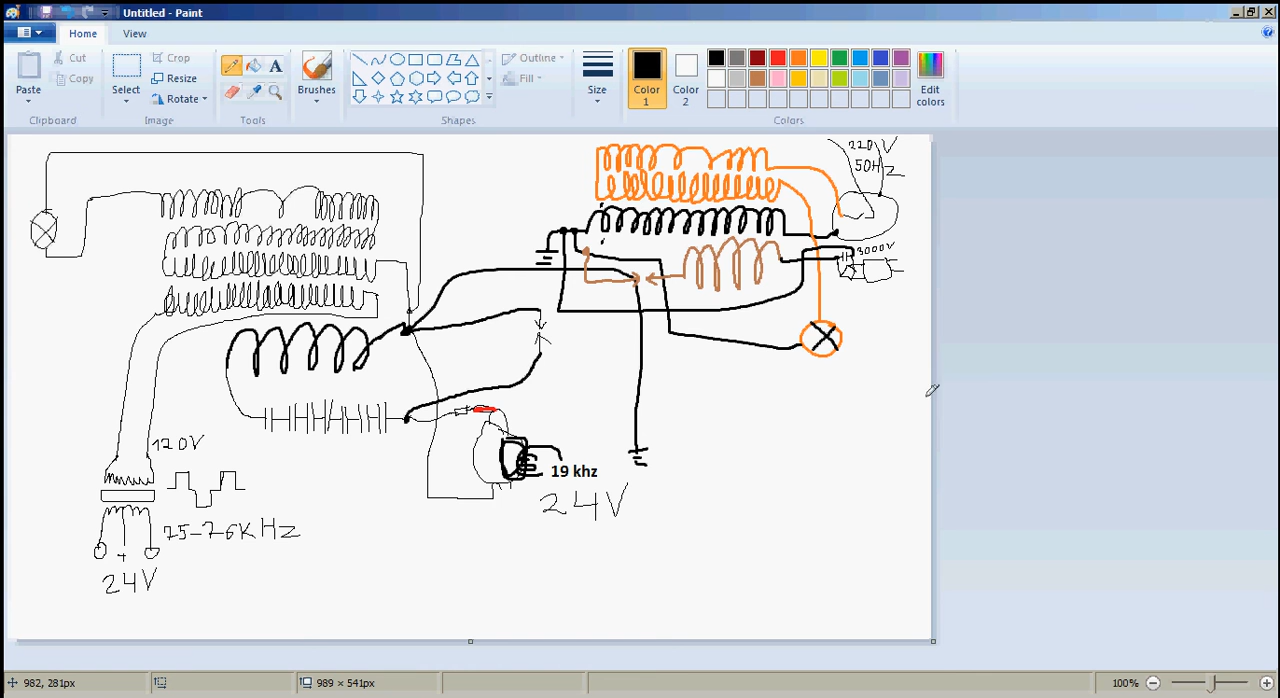 Untitled - Paint
Home
View
Paste
Cut
Copy
Clipboard
Select
Crop
Resize
Rotate
Image
A
Tools
Brushes
Outline
Fill
Shapes
Size
Color
1
Color
2
Edit
colors
Colors
220V
50Hz
3000V
120V
19 khz
24V
25-26KHz
+
24V
982, 281px
989 × 541px
100%